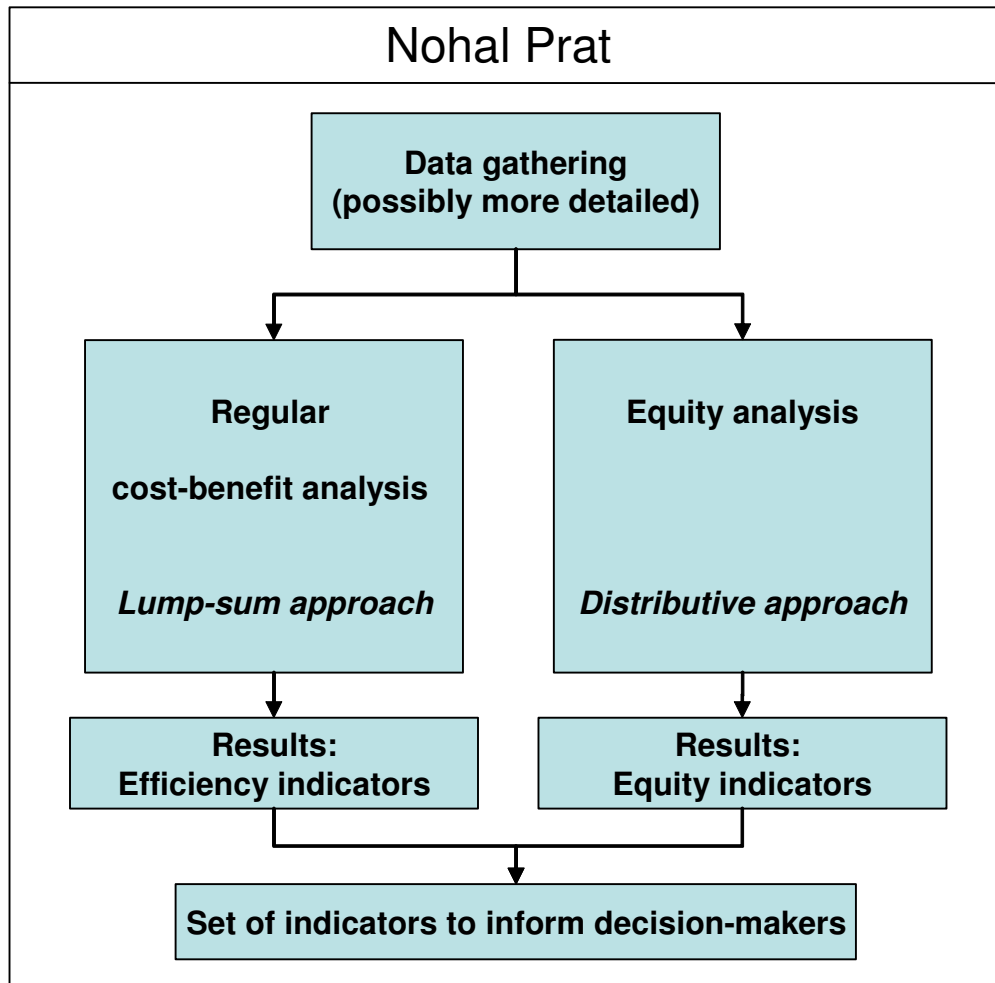 Nohal Prat
Data gathering
(possibly more detailed)
Regular
cost-benefit analysis
Lump-sum approach
Equity analysis
Distributive approach
Results:
Efficiency indicators
Results:
Equity indicators
Set of indicators to inform decision-makers